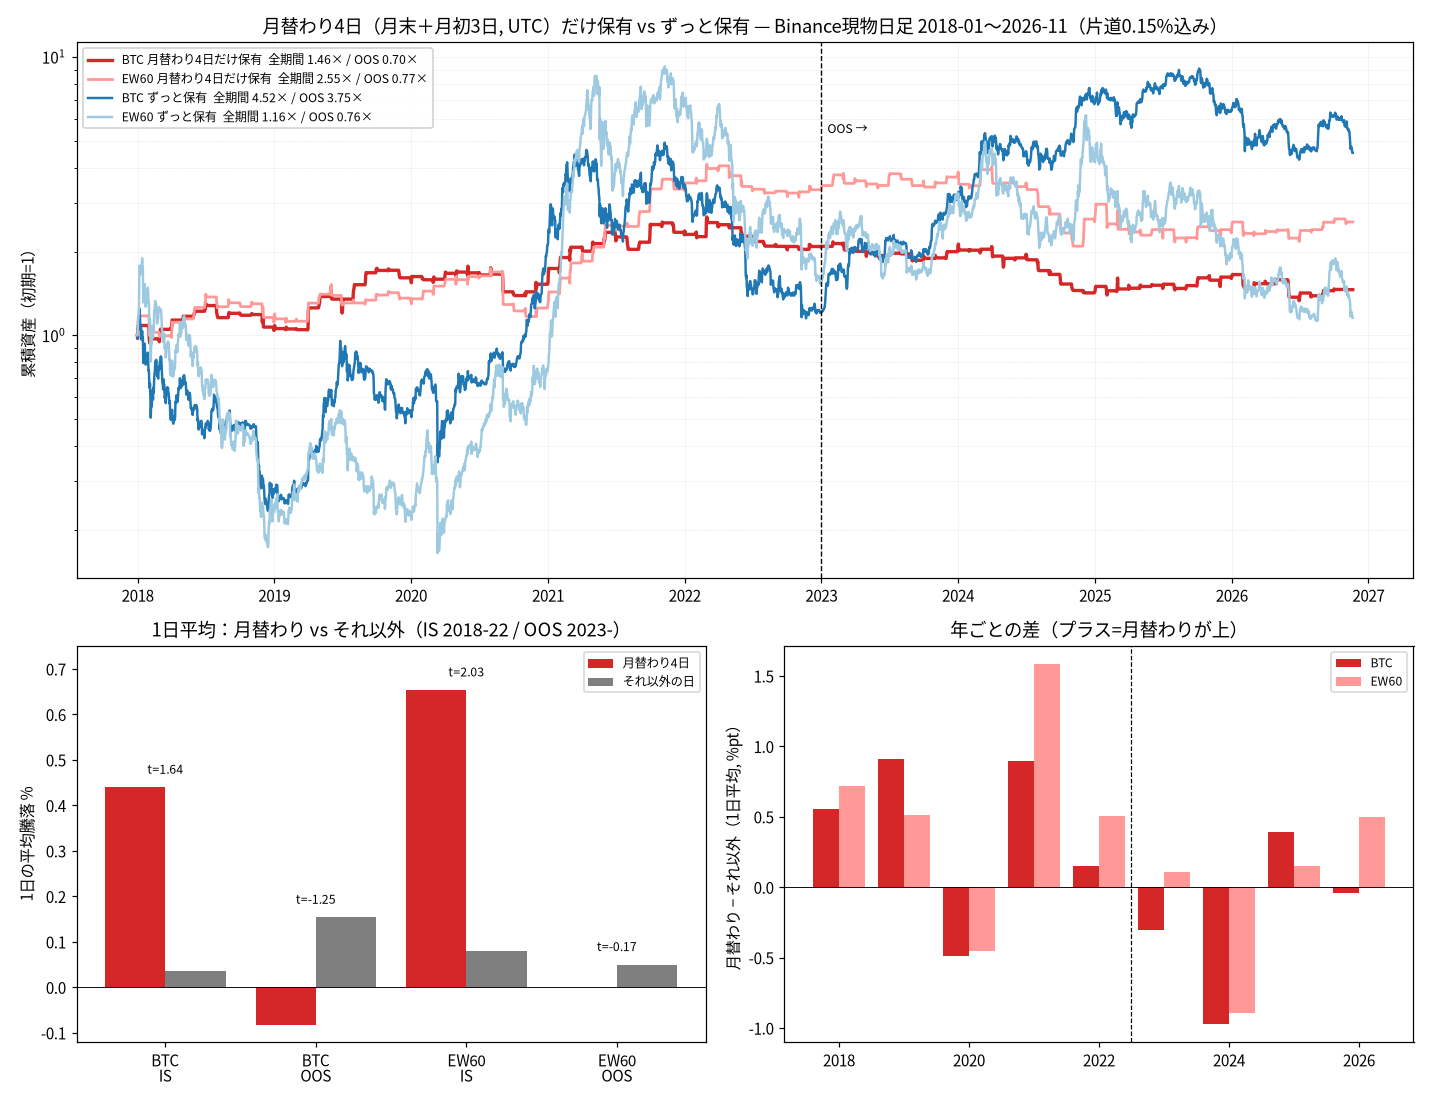 月替わり4日（月末＋月初3日, UTC）だけ保有 vs ずっと保有 — Binance現物日足 2018-01〜2026-11（片道0.15%込み）
BTC 月替わり4日だけ保有 全期間 1.46× / OOS 0.70×
EW60 月替わり4日だけ保有 全期間 2.55× / OOS 0.77×
BTC ずっと保有 全期間 4.52× / OOS 3.75×
EW60 ずっと保有 全期間 1.16× / OOS 0.76×
OOS→
累積資産（初期=1）
10¹
10⁰
2018 2019 2020 2021 2022 2023 2024 2025 2026 2027
1日平均：月替わり vs それ以外（IS 2018-22 / OOS 2023-）
月替わり4日
それ以外の日
1日の平均騰落 %
0.7
0.6
0.5
0.4
0.3
0.2
0.1
0.0
-0.1
t=1.64
t=-1.25
t=2.03
t=-0.17
BTC BTC EW60 EW60
IS OOS IS OOS
年ごとの差（プラス=月替わりが上）
BTC
EW60
月替わり − それ以外（1日平均, %pt）
1.5
1.0
0.5
0.0
-0.5
-1.0
2018 2020 2022 2024 2026